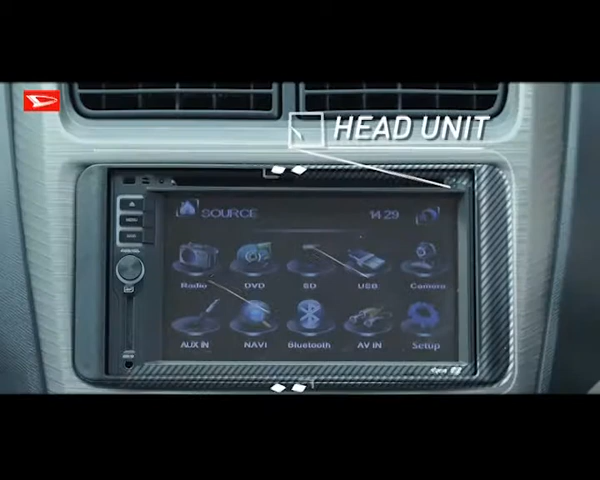 HEAD UNIT
SOURCE
14:29
Radio
DVD
SD
USB
Camera
AUX IN
NAVI
Bluetooth
AV IN
Setup